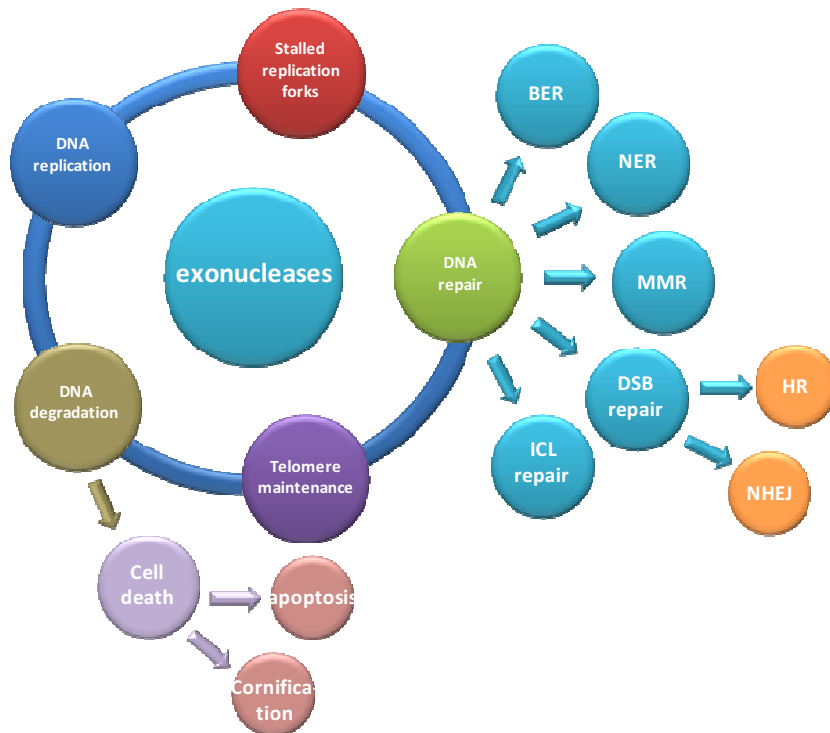 Stalled
replication
forks
BER
DNA
replication
NER
exonucleases
DNA
repair
MMR
DNA
degradation
DSB
repair
HR
ICL
repair
Telomere
maintenance
NHEJ
Cell
death
apoptosis
Cornifica-
tion